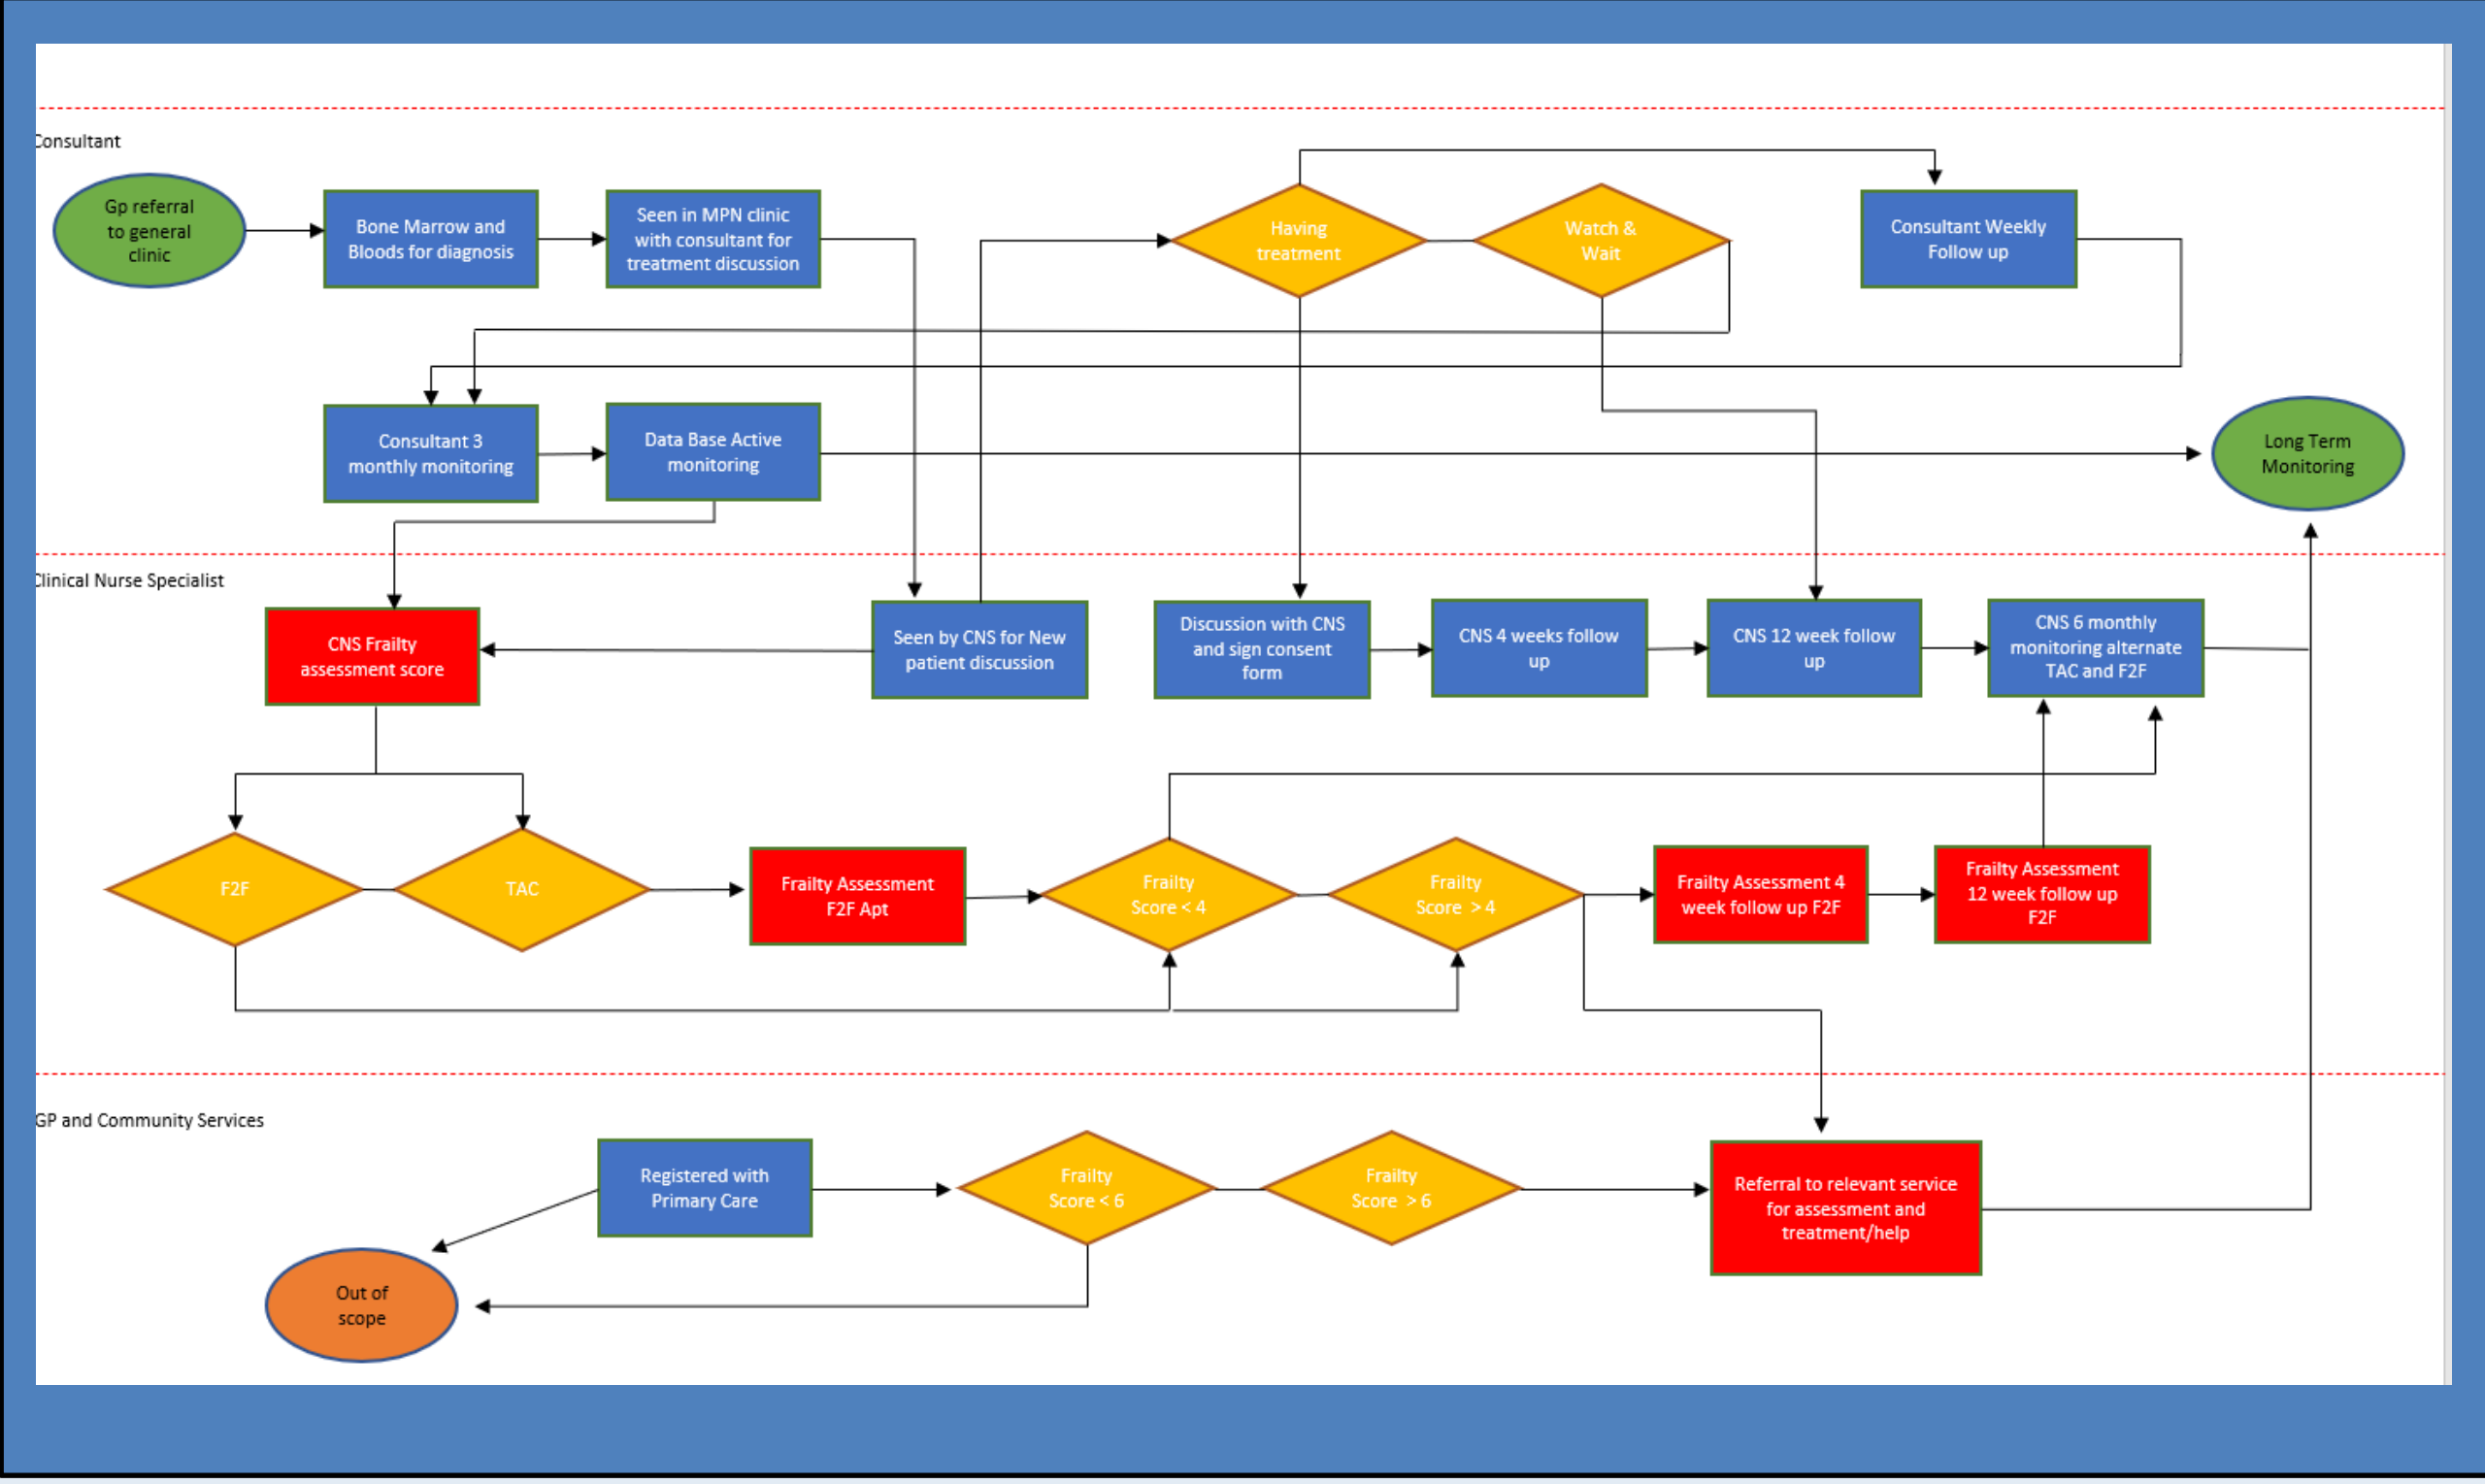 Consultant
Gp referral
to general
clinic
Bone Marrow and
Bloods for diagnosis
Seen in MPN clinic
with consultant for
treatment discussion
Having
treatment
Watch &
Wait
Consultant Weekly
Follow up
Consultant 3
monthly monitoring
Data Base Active
monitoring
Long Term
Monitoring
Clinical Nurse Specialist
CNS Frailty
assessment score
Seen by CNS for New
patient discussion
Discussion with CNS
and sign consent
form
CNS 4 weeks follow
up
CNS 12 week follow
up
CNS 6 monthly
monitoring alternate
TAC and F2F
F2F
TAC
Frailty Assessment
F2F Apt
Frailty
Score < 4
Frailty
Score > 4
Frailty Assessment 4
week follow up F2F
Frailty Assessment
12 week follow up
F2F
GP and Community Services
Registered with
Primary Care
Frailty
Score < 6
Frailty
Score > 6
Referral to relevant service
for assessment and
treatment/help
Out of
scope